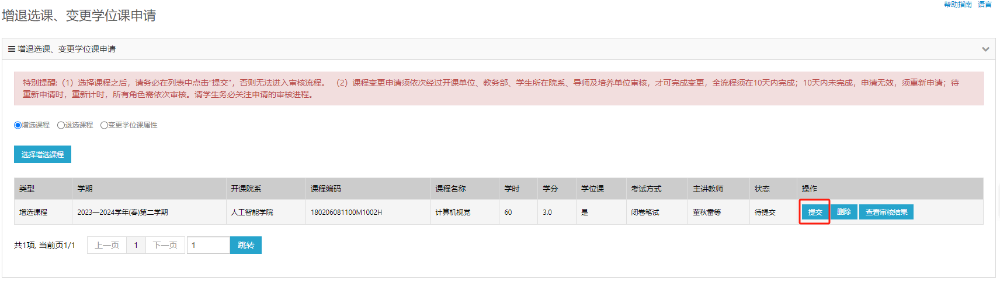 帮助指南 语言
增退选课、变更学位课申请
增退选课、变更学位课申请
特别提醒:（1）选择课程之后，请务必在列表中点击“提交”，否则无法进入审核流程。 （2）课程变更申请须依次经过开课单位、教务部、学生所在院系、导师及培养单位审核，才可完成变更，全流程须在10天内完成；10天内未完成，申请无效，须重新申请；待
重新申请时，重新计时，所有角色需依次审核。请学生务必关注申请的审核进程。
增选课程 退选课程 变更学位课属性
选择增选课程
类型 学期 开课院系 课程编码 课程名称 学时 学分 学位课 考试方式 主讲教师 状态 操作
增选课程 2023—2024学年(春)第二学期 人工智能学院 180206081100M1002H 计算机视觉 60 3.0 是 闭卷笔试 董秋雷等 待提交 提交 删除 查看审核结果
共1项, 当前页1/1 上一页 1 下一页 1 跳转